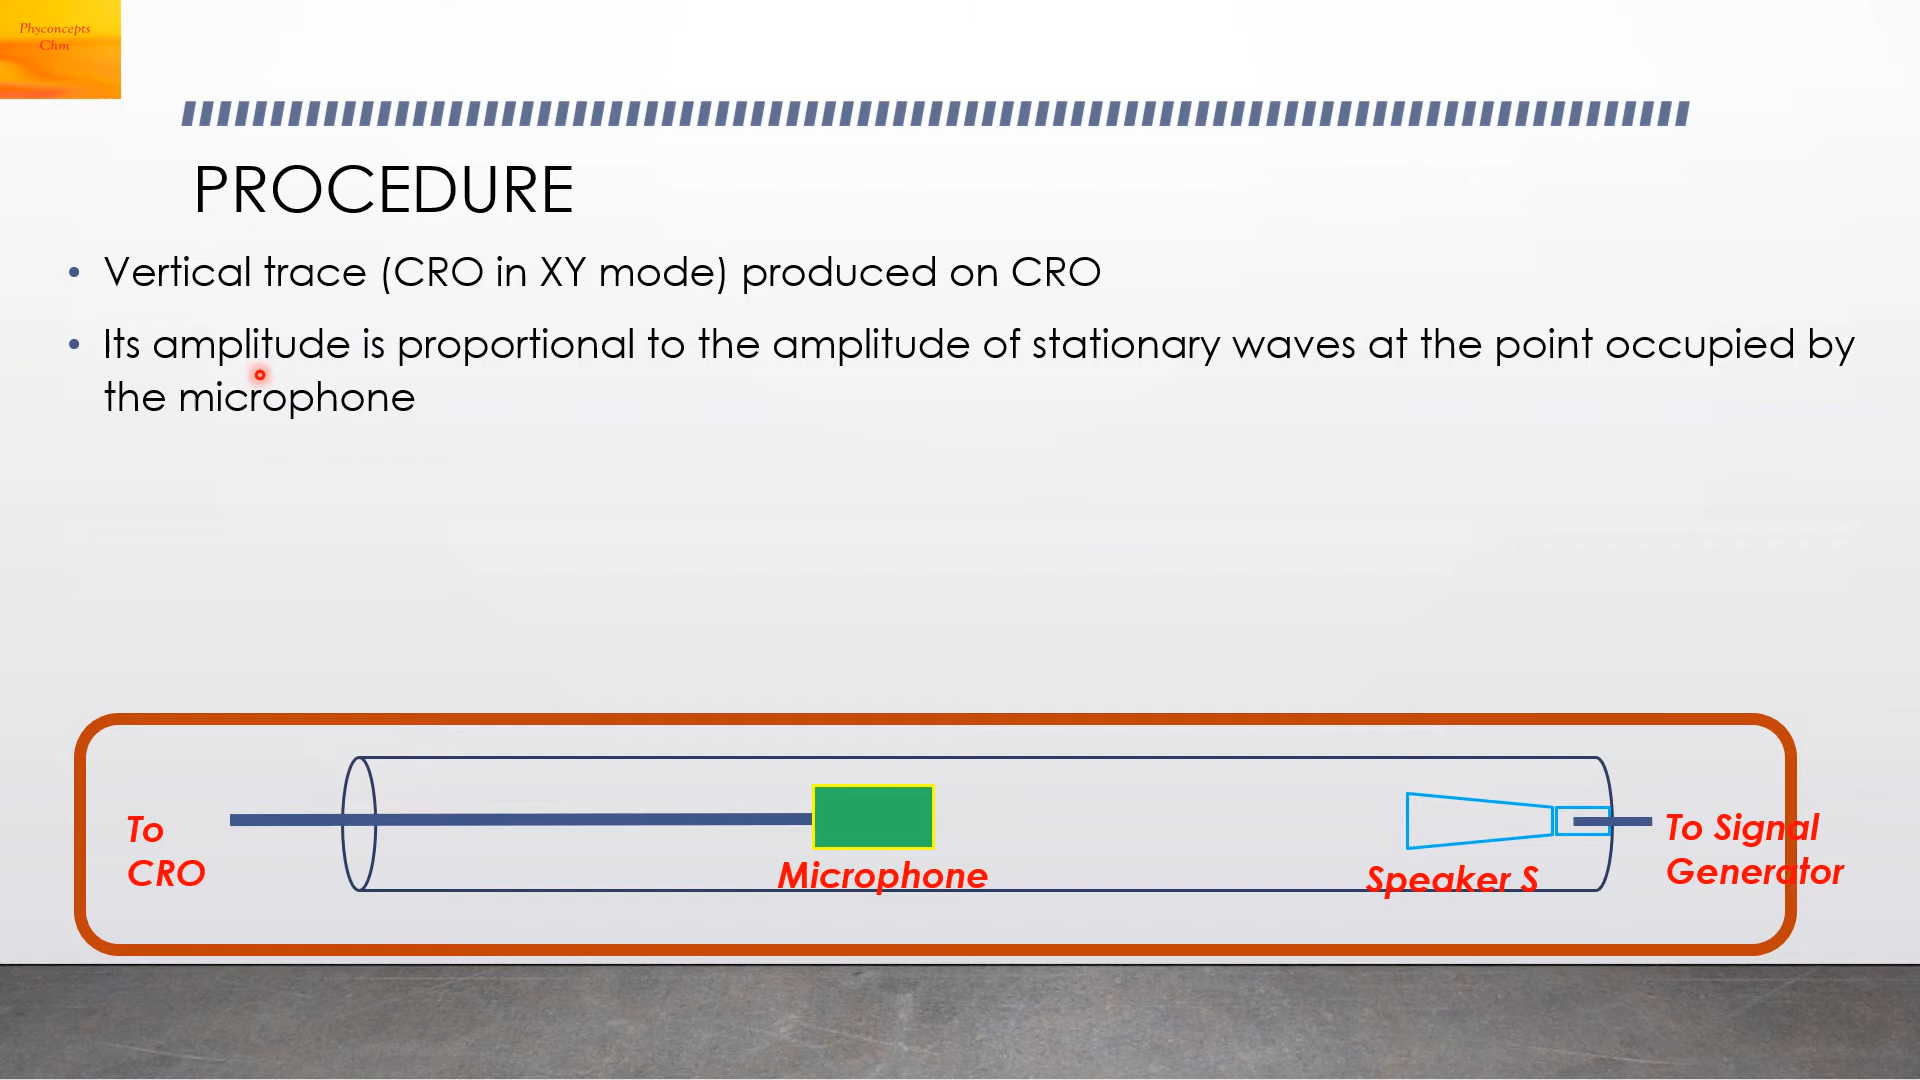 Phyconcepts
Chm
PROCEDURE
• Vertical trace (CRO in XY mode) produced on CRO
• Its amplitude is proportional to the amplitude of stationary waves at the point occupied by
the microphone
To
CRO
Microphone
Speaker S
To Signal
Generator